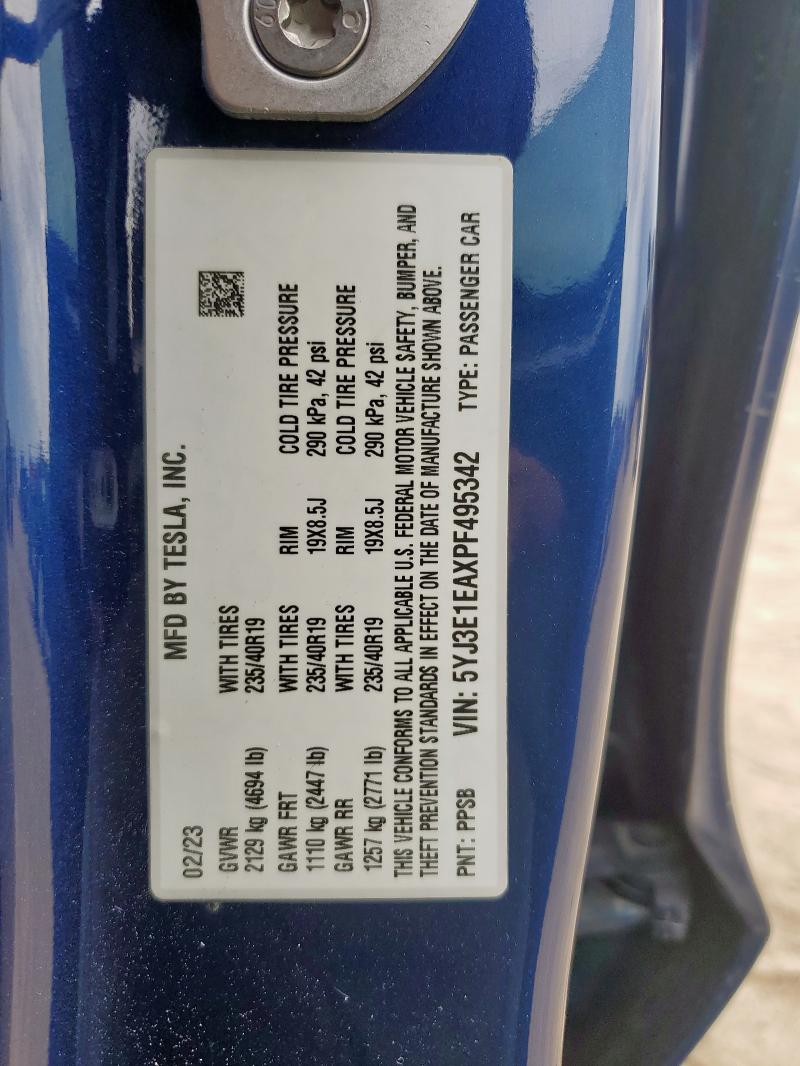 02/23 MFD BY TESLA, INC.
GVWR WITH TIRES
2129 kg (4694 lb) 235/40R19
GAWR FRT WITH TIRES RIM COLD TIRE PRESSURE
1110 kg (2447 lb) 235/40R19 19X8.5J 290 kPa, 42 psi
GAWR RR WITH TIRES RIM COLD TIRE PRESSURE
1257 kg (2771 lb) 235/40R19 19X8.5J 290 kPa, 42 psi
THIS VEHICLE CONFORMS TO ALL APPLICABLE U.S. FEDERAL MOTOR VEHICLE SAFETY, BUMPER, AND
THEFT PREVENTION STANDARDS IN EFFECT ON THE DATE OF MANUFACTURE SHOWN ABOVE.
PNT: PPSB VIN: 5YJ3E1EAXPF495342 TYPE: PASSENGER CAR